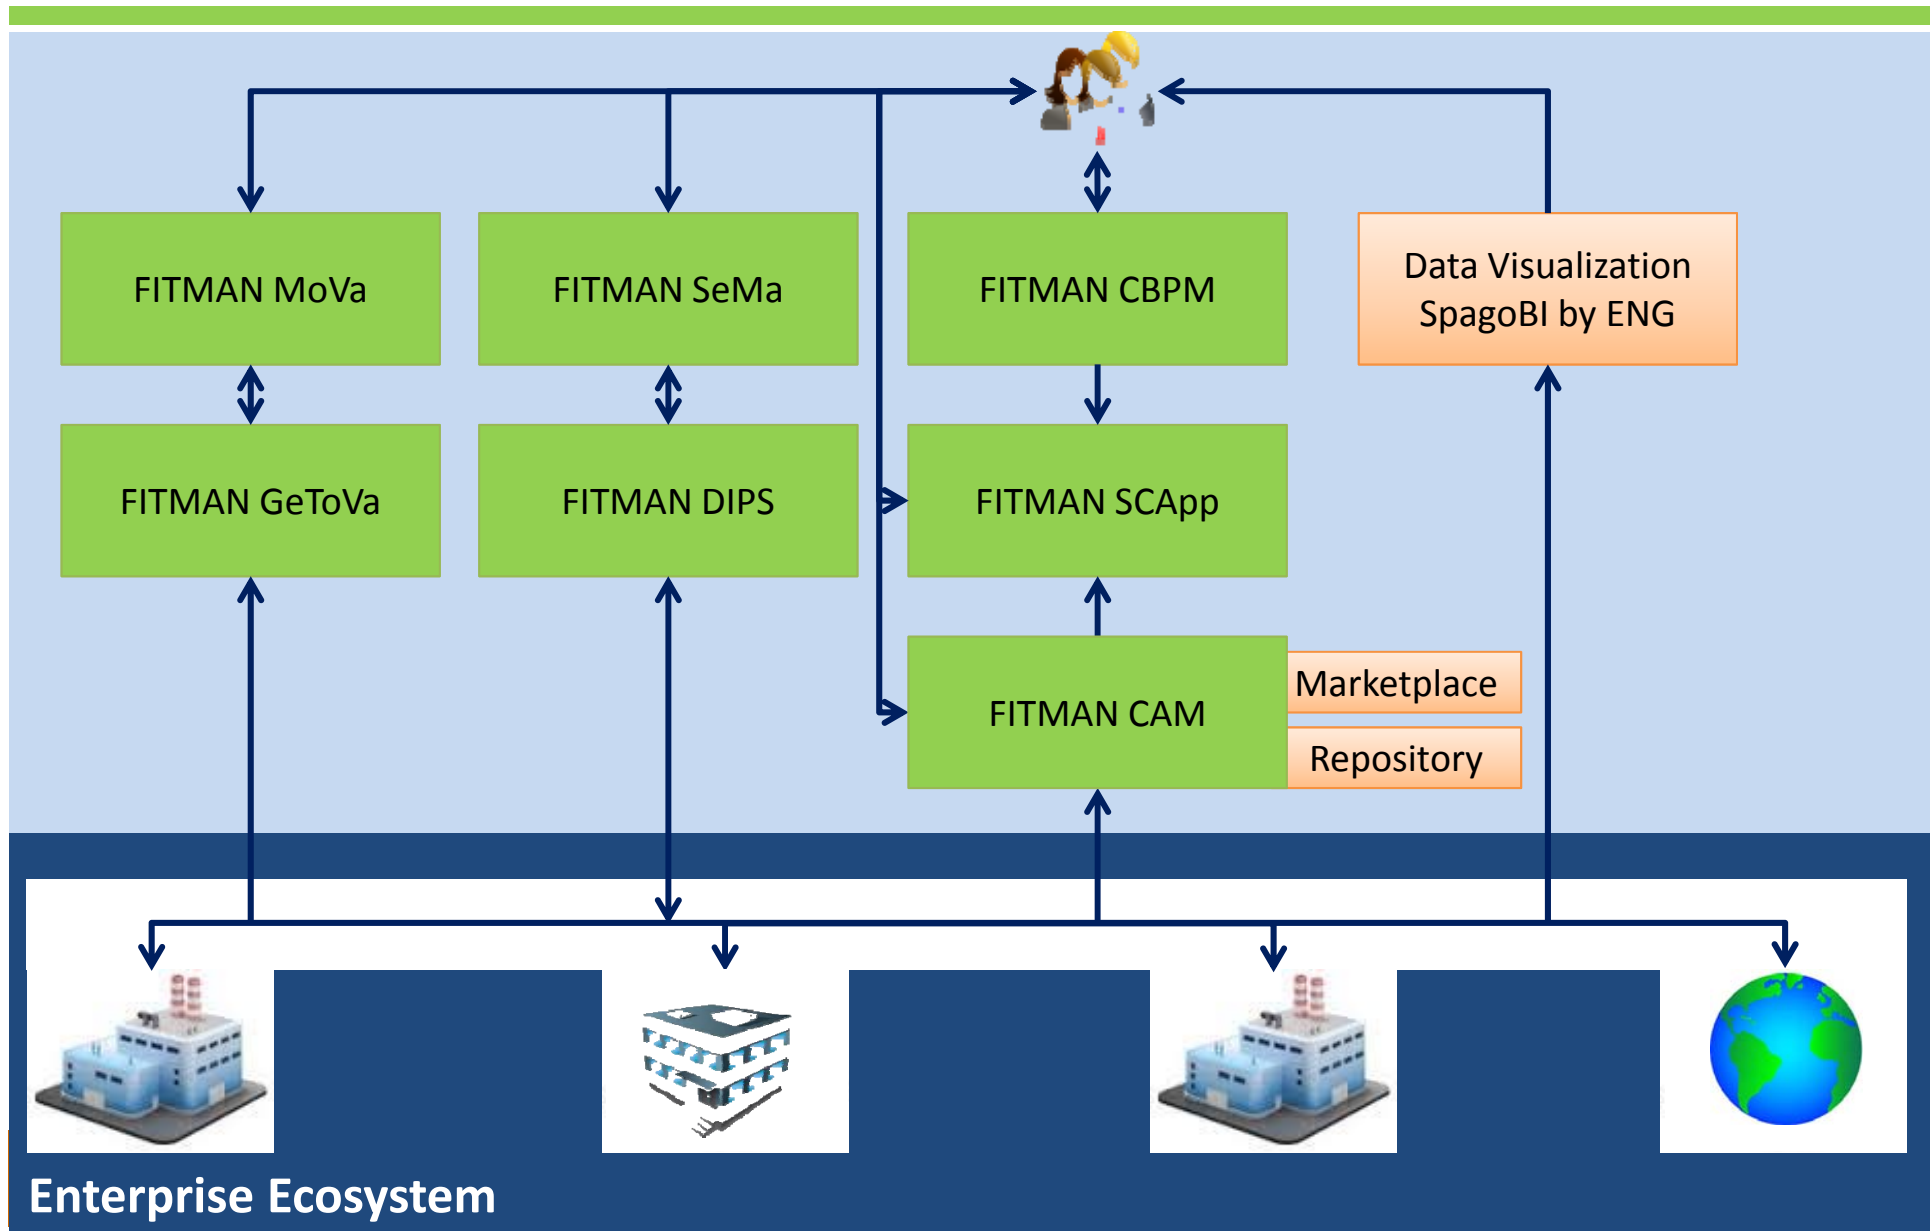 FITMAN MoVa
FITMAN SeMa
FITMAN CBPM
Data Visualization
SpagoBI by ENG
FITMAN GeToVa
FITMAN DIPS
FITMAN SCApp
FITMAN CAM
Marketplace
Repository
Enterprise Ecosystem